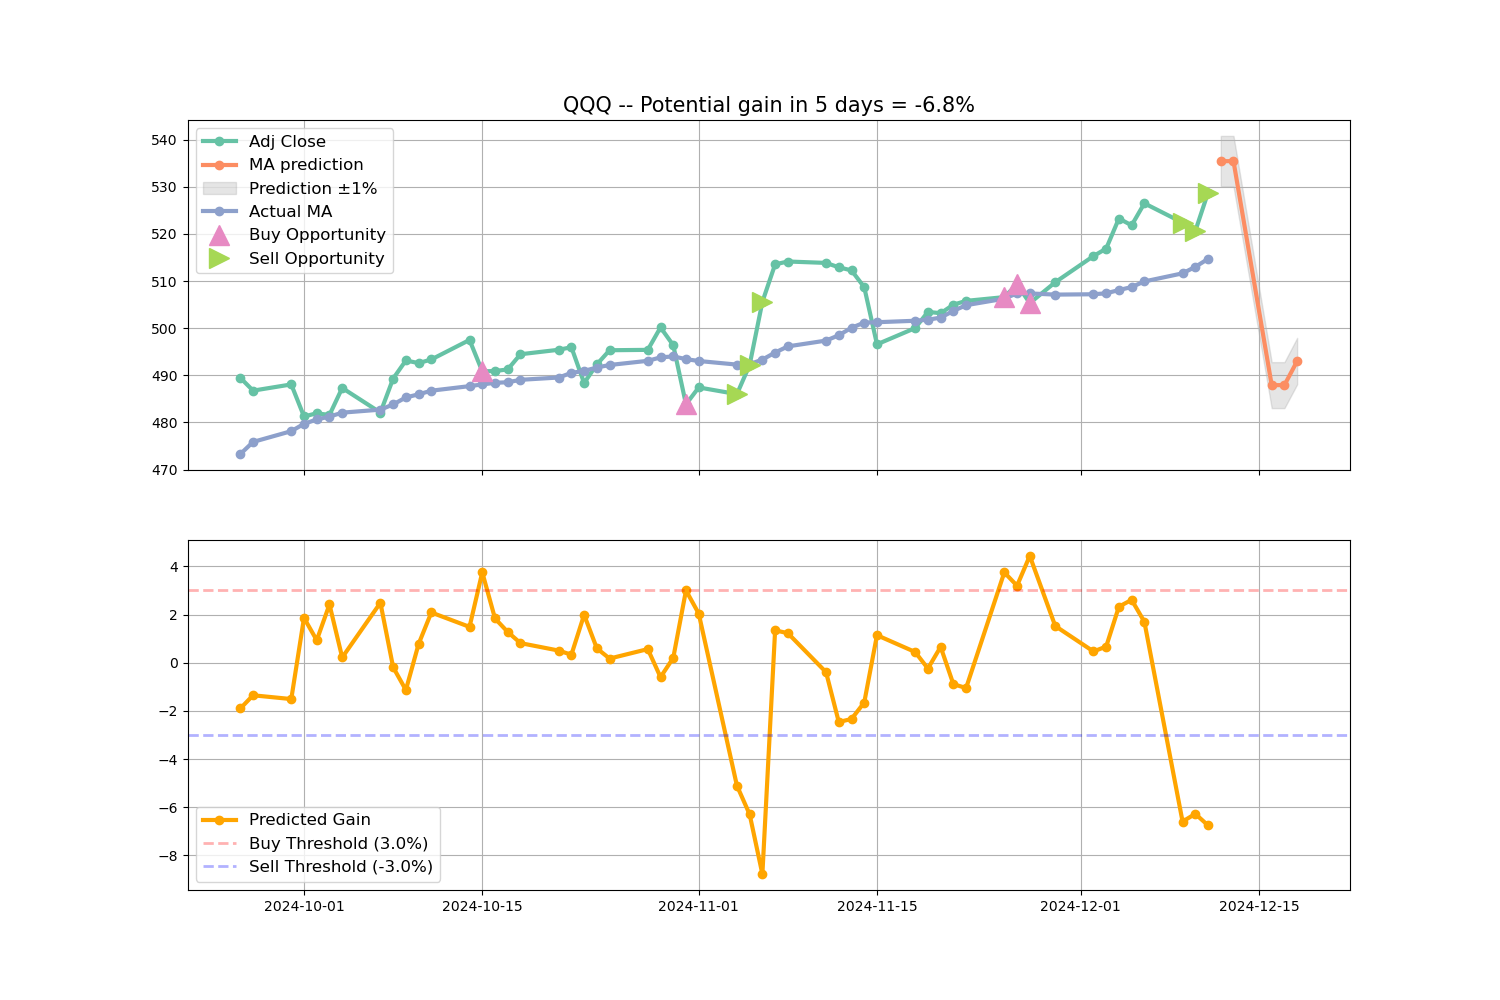 QQQ -- Potential gain in 5 days = -6.8%
540
530
520
510
500
490
480
470
Adj Close
MA prediction
Prediction ±1%
Actual MA
Buy Opportunity
Sell Opportunity
4
2
0
−2
−4
−6
−8
Predicted Gain
Buy Threshold (3.0%)
Sell Threshold (-3.0%)
2024-10-01 2024-10-15 2024-11-01 2024-11-15 2024-12-01 2024-12-15